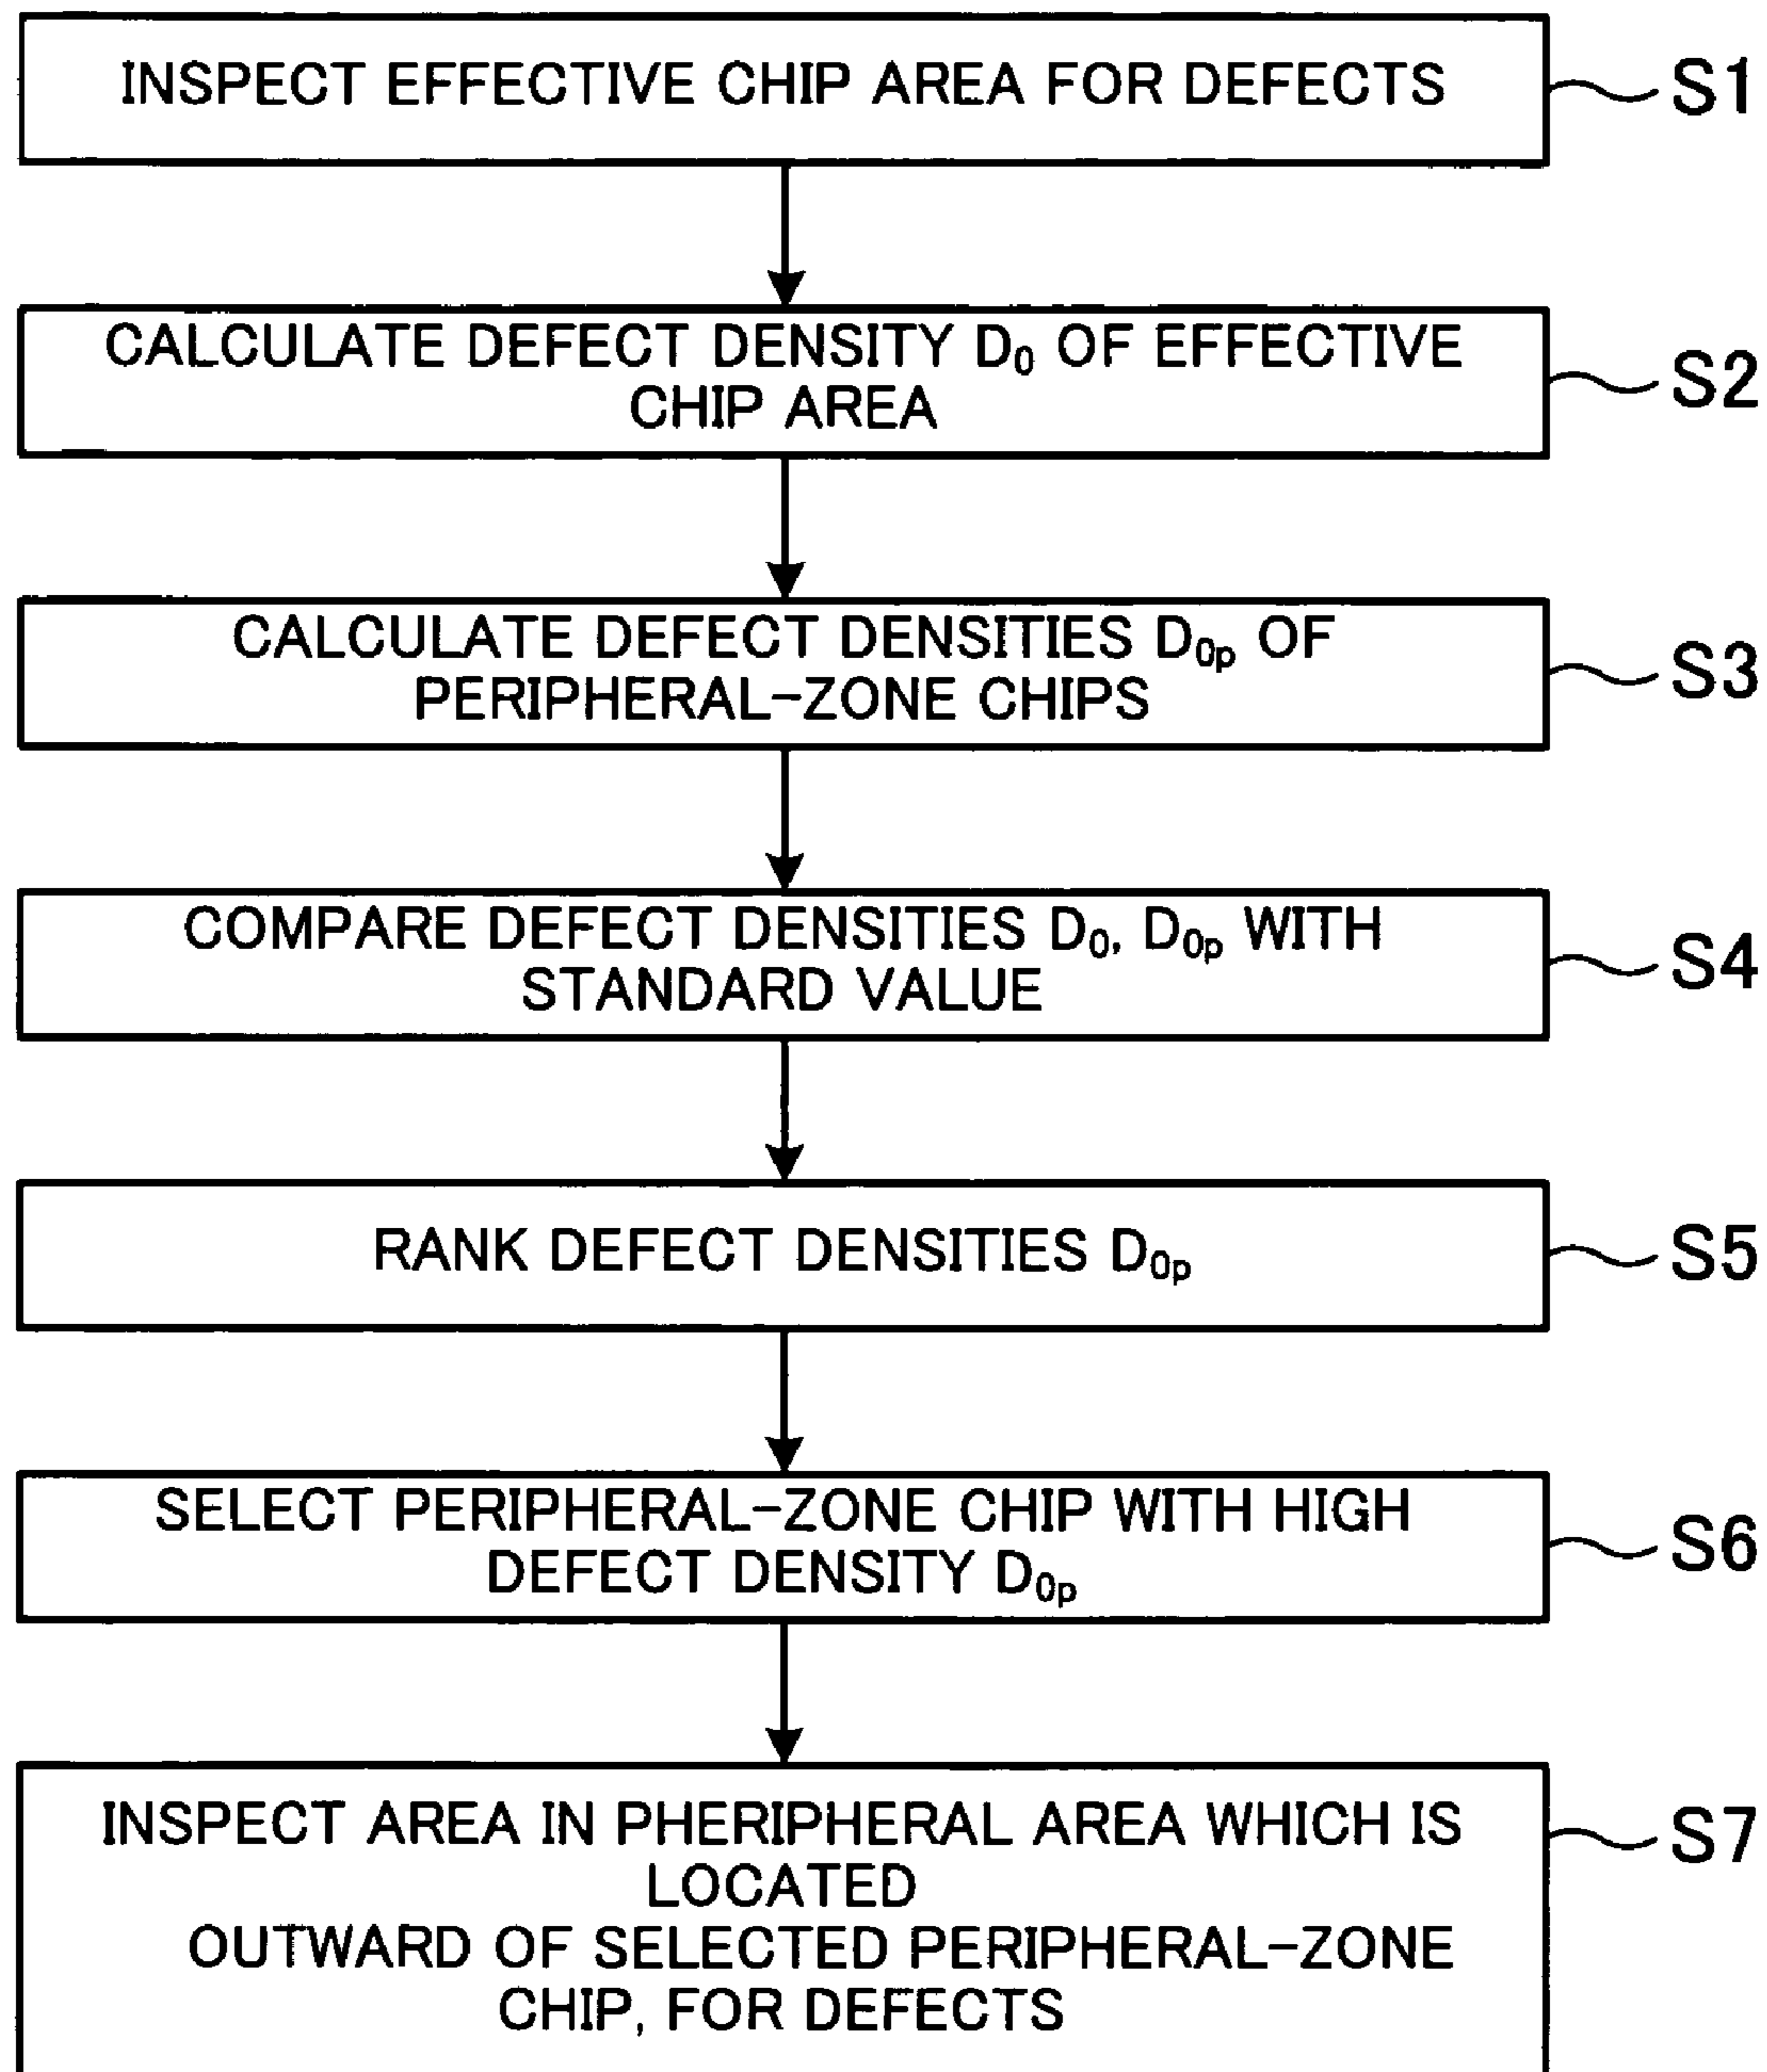 INSPECT EFFECTIVE CHIP AREA FOR DEFECTS
S1
CALCULATE DEFECT DENSITY D₀ OF EFFECTIVE
CHIP AREA
S2
CALCULATE DEFECT DENSITIES D₀ₚ OF
PERIPHERAL-ZONE CHIPS
S3
COMPARE DEFECT DENSITIES D₀, D₀ₚ WITH
STANDARD VALUE
S4
RANK DEFECT DENSITIES D₀ₚ
S5
SELECT PERIPHERAL-ZONE CHIP WITH HIGH
DEFECT DENSITY D₀ₚ
S6
INSPECT AREA IN PHERIPHERAL AREA WHICH IS
LOCATED
OUTWARD OF SELECTED PERIPHERAL-ZONE
CHIP, FOR DEFECTS
S7